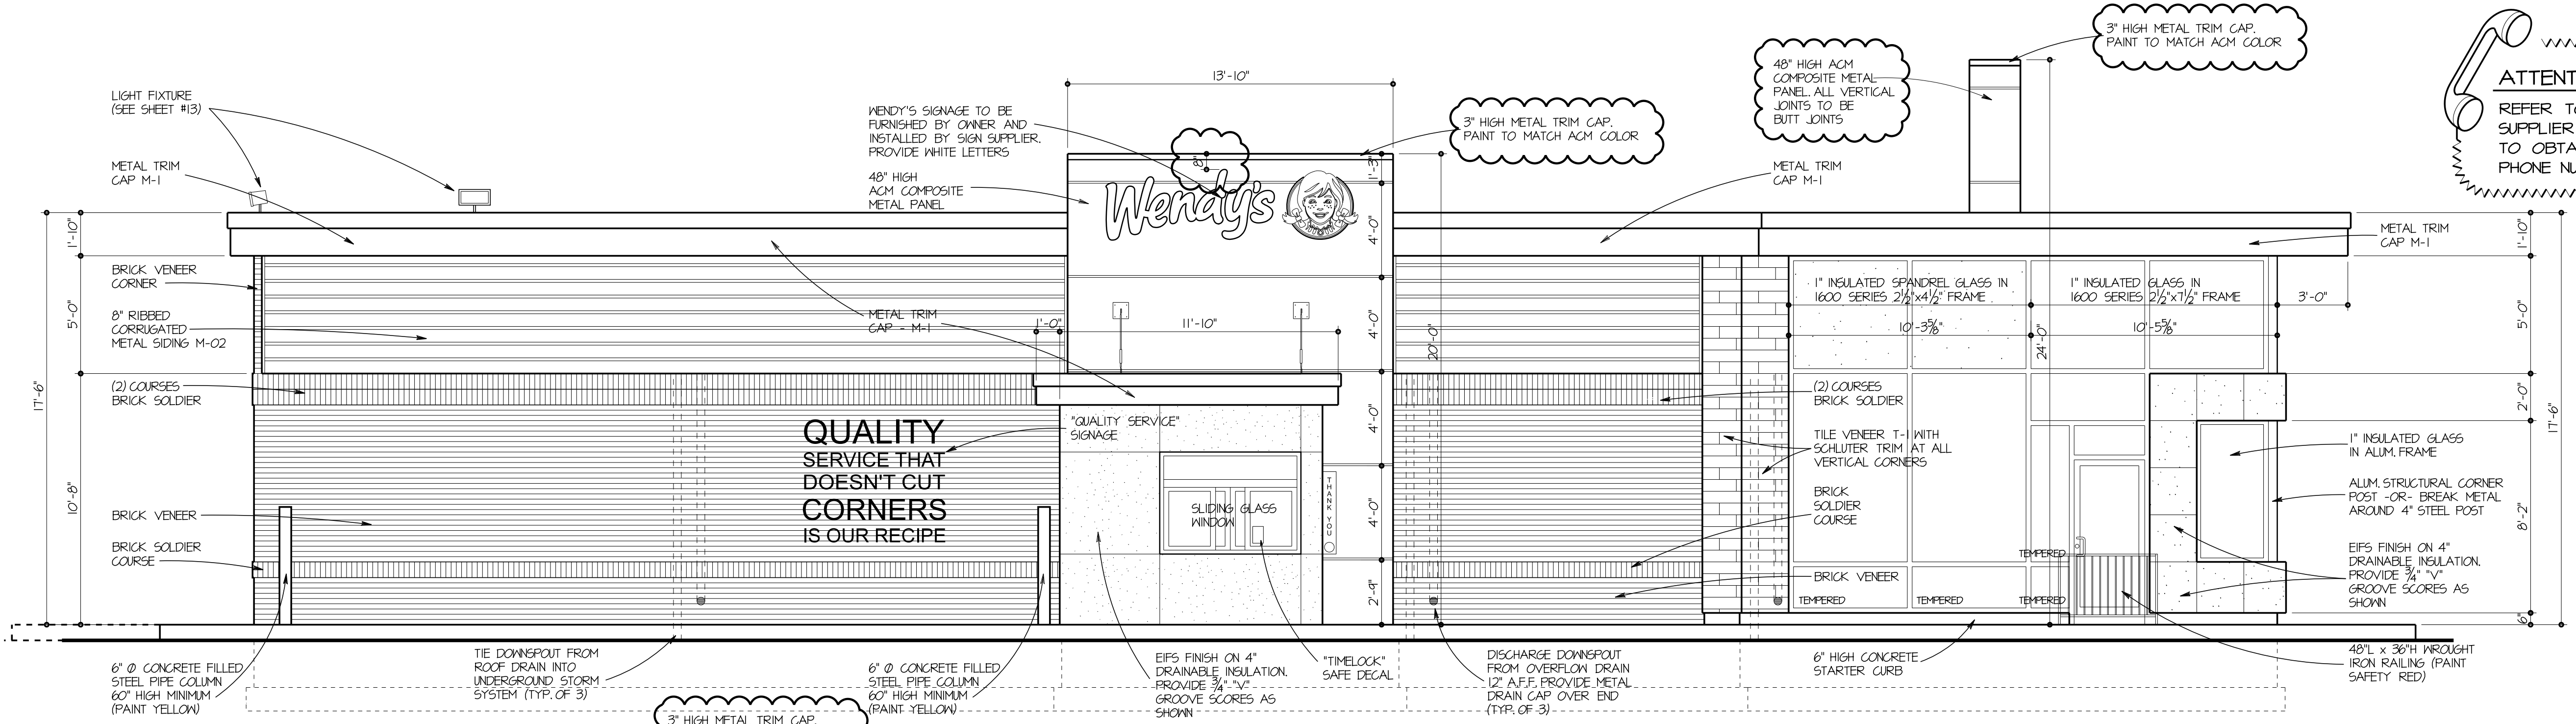 LIGHT FIXTURE
(SEE SHEET #13)
METAL TRIM
CAP M-1
17'-6"
1'-10"
5'-0"
10'-8"
BRICK VENEER
CORNER
8" RIBBED
CORRUGATED
METAL SIDING M-02
(2) COURSES
BRICK SOLDIER
BRICK VENEER
BRICK SOLDIER
COURSE
6" Ø CONCRETE FILLED
STEEL PIPE COLUMN
60" HIGH MINIMUM
(PAINT YELLOW)
TIE DOWNSPOUT FROM
ROOF DRAIN INTO
UNDERGROUND STORM
SYSTEM (TYP. OF 3)
3" HIGH METAL TRIM CAP.
WENDY'S SIGNAGE TO BE
FURNISHED BY OWNER AND
INSTALLED BY SIGN SUPPLIER.
PROVIDE WHITE LETTERS
48" HIGH
ACM COMPOSITE
METAL PANEL
METAL TRIM
CAP - M-1
QUALITY
SERVICE THAT
DOESN'T CUT
CORNERS
IS OUR RECIPE
6" Ø CONCRETE FILLED
STEEL PIPE COLUMN
60" HIGH MINIMUM
(PAINT YELLOW)
13'-10"
8"
Wendy's
1'-3"
4'-0"
4'-0"
4'-0"
4'-0"
2'-9"
20'-0"
1'-0"
11'-10"
"QUALITY SERVICE"
SIGNAGE
SLIDING GLASS
WINDOW
THANK YOU
EIFS FINISH ON 4"
DRAINABLE INSULATION.
PROVIDE 3/4" "V"
GROOVE SCORES AS
SHOWN
"TIMELOCK"
SAFE DECAL
3" HIGH METAL TRIM CAP.
PAINT TO MATCH ACM COLOR
DISCHARGE DOWNSPOUT
FROM OVERFLOW DRAIN
12" A.F.F. PROVIDE METAL
DRAIN CAP OVER END
(TYP. OF 3)
48" HIGH ACM
COMPOSITE METAL
PANEL. ALL VERTICAL
JOINTS TO BE
BUTT JOINTS
METAL TRIM
CAP M-1
3" HIGH METAL TRIM CAP.
PAINT TO MATCH ACM COLOR
1" INSULATED SPANDREL GLASS IN
1600 SERIES 2 1/2"x4 1/2" FRAME
1" INSULATED GLASS IN
1600 SERIES 2 1/2"x7 1/2" FRAME
3'-0"
10'-3 5/8"
10'-5 5/8"
24'-0"
(2) COURSES
BRICK SOLDIER
TILE VENEER T-1 WITH
SCHLUTER TRIM AT ALL
VERTICAL CORNERS
BRICK
SOLDIER
COURSE
BRICK VENEER
TEMPERED
TEMPERED
TEMPERED
TEMPERED
6" HIGH CONCRETE
STARTER CURB
METAL TRIM
CAP M-1
1" INSULATED GLASS
IN ALUM. FRAME
ALUM. STRUCTURAL CORNER
POST -OR- BREAK METAL
AROUND 4" STEEL POST
EIFS FINISH ON 4"
DRAINABLE INSULATION.
PROVIDE 3/4" "V"
GROOVE SCORES AS
SHOWN
48"L x 36"H WROUGHT
IRON RAILING (PAINT
SAFETY RED)
1'-10"
5'-0"
2'-0"
8'-2"
6"
17'-6"
ATTENT
REFER TO
SUPPLIER
TO OBTA
PHONE NU